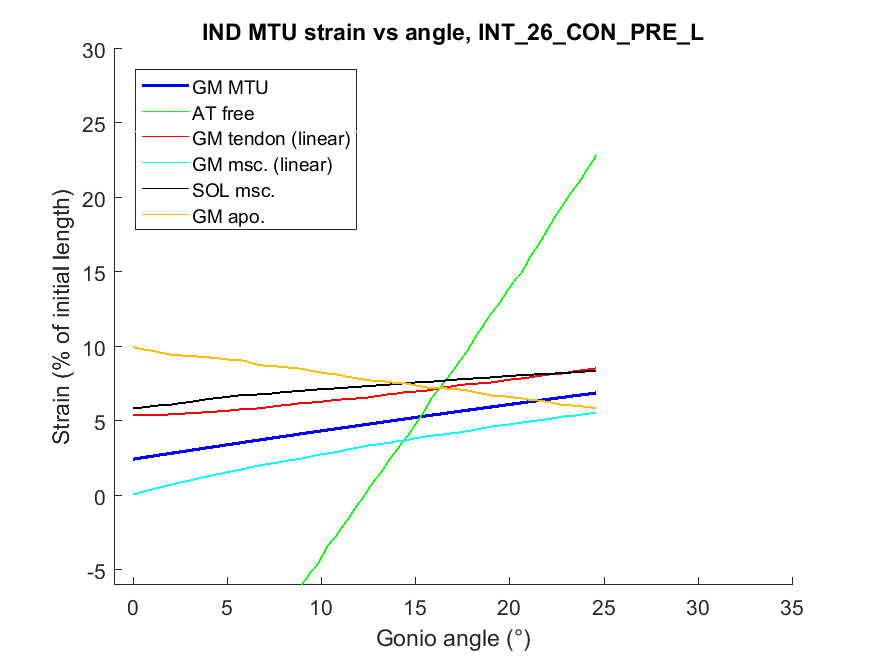 IND MTU strain vs angle, INT_26_CON_PRE_L
30
25
20
15
10
5
0
-5
Strain (% of initial length)
GM MTU
AT free
GM tendon (linear)
GM msc. (linear)
SOL msc.
GM apo.
0 5 10 15 20 25 30 35
Gonio angle (°)